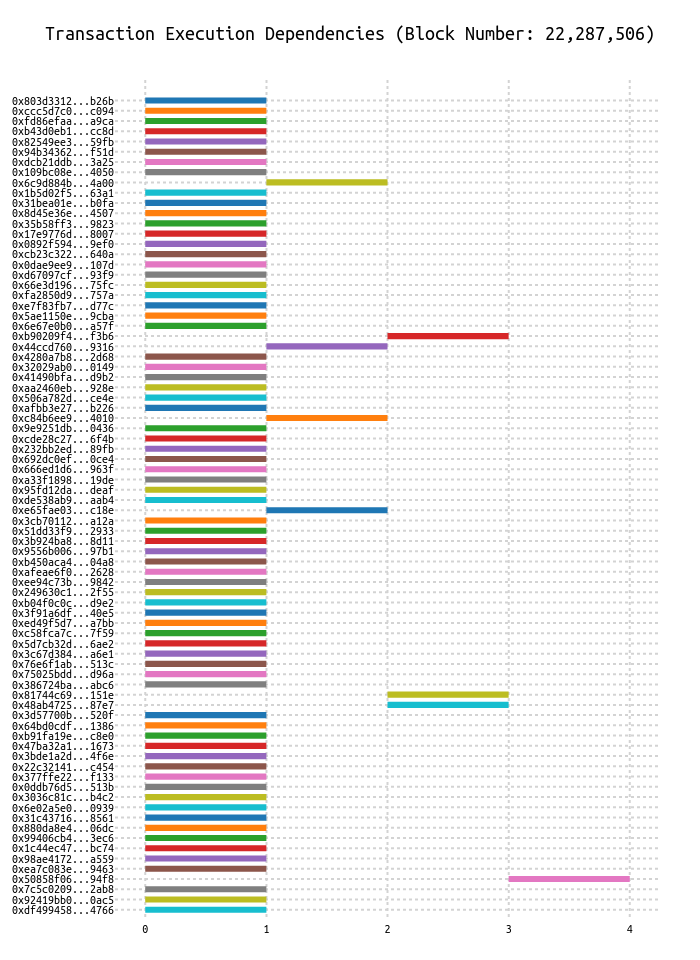 Transaction Execution Dependencies (Block Number: 22,287,506)
0x803d3312...b26b
0xccc5d7c0...c094
0xfd86efaa...a9ca
0xb43d0eb1...cc8d
0x82549ee3...59fb
0x94b34362...f51d
0xdcb21ddb...3a25
0x109bc08e...4050
0x6c9d884b...4a00
0x1b5d02f5...63a1
0x31bea01e...b0fa
0x8d45e36e...4507
0x35b58ff3...9823
0x17e9776d...8007
0x0892f594...9ef0
0xcb23c322...640a
0x0dae9ee9...107d
0xd67097cf...93f9
0x66e3d196...75fc
0xfa2850d9...757a
0xe7f83fb7...d77c
0x5ae1150e...9cba
0x6e67e0b0...a57f
0xb90209f4...f3b6
0x44ccd760...9316
0x4280a7b8...2d68
0x32029ab0...0149
0x41490bfa...d9b2
0xaa2460eb...928e
0x506a782d...ce4e
0xafbb3e27...b226
0xc84b6ee9...4010
0x9e9251db...0436
0xcde28c27...6f4b
0x232bb2ed...89fb
0x692dc0ef...0ce4
0x666ed1d6...963f
0xa33f1898...19de
0x95fd12da...deaf
0xde538ab9...aab4
0xe65fae03...c18e
0x3cb70112...a12a
0x51dd33f9...2933
0x3b924ba8...8d11
0x9556b006...97b1
0xb450aca4...04a8
0xafeae6f0...2628
0xee94c73b...9842
0x249630c1...2f55
0xb04f0c0c...d9e2
0x3f91a6df...40e5
0xed49f5d7...a7bb
0xc58fca7c...7f59
0x5d7cb32d...6ae2
0x3c67d384...a6e1
0x76e6f1ab...513c
0x75025bdd...d96a
0x386724ba...abc6
0x81744c69...151e
0x48ab4725...87e7
0x3d57700b...520f
0x64bd0cdf...1386
0xb91fa19e...c8e0
0x47ba32a1...1673
0x3bde1a2d...4f6e
0x22c32141...c454
0x377ffe22...f133
0x0ddb76d5...513b
0x3036c81c...b4c2
0x6e02a5e0...0939
0x31c43716...8561
0x880da8e4...06dc
0x99406cb4...3ec6
0x1c44ec47...bc74
0x98ae4172...a559
0xea7c083e...9463
0x50858f06...94f8
0x7c5c0209...2ab8
0x92419bb0...0ac5
0xdf499458...4766
0 1 2 3 4